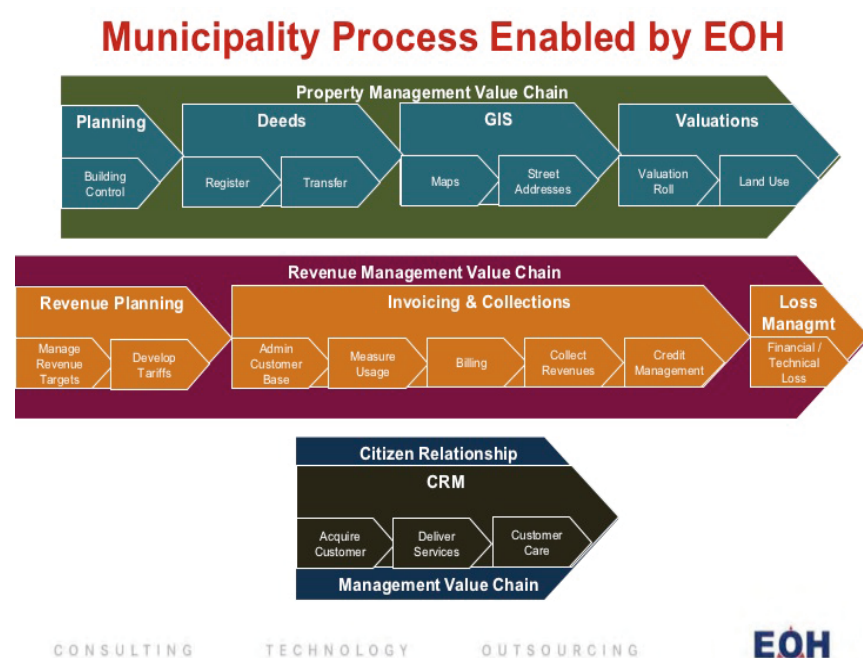 Municipality Process Enabled by EOH
Property Management Value Chain
Planning
Building
Control
Deeds
Register
Transfer
GIS
Maps
Street
Addresses
Valuations
Valuation
Roll
Land Use
Revenue Management Value Chain
Revenue Planning
Manage
Revenue
Targets
Develop
Tariffs
Invoicing & Collections
Admin
Customer
Base
Measure
Usage
Billing
Collect
Revenues
Credit
Management
Loss
Managmt
Financial /
Technical
Loss
Citizen Relationship
CRM
Acquire
Customer
Deliver
Services
Customer
Care
Management Value Chain
CONSULTING
TECHNOLOGY
OUTSOURCING
EOH